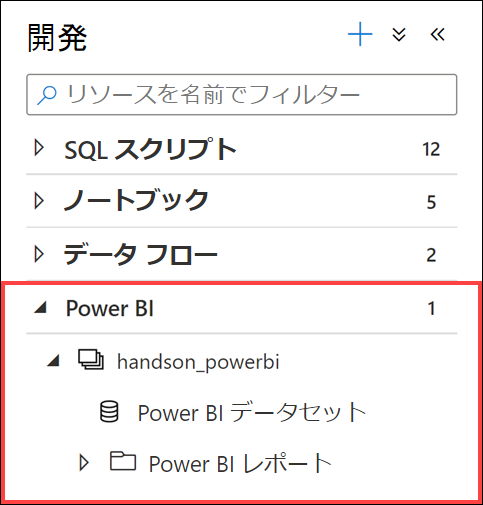 開発
リソースを名前でフィルター
SQL スクリプト 12
ノートブック 5
データ フロー 2
Power BI 1
handson_powerbi
Power BI データセット
Power BI レポート